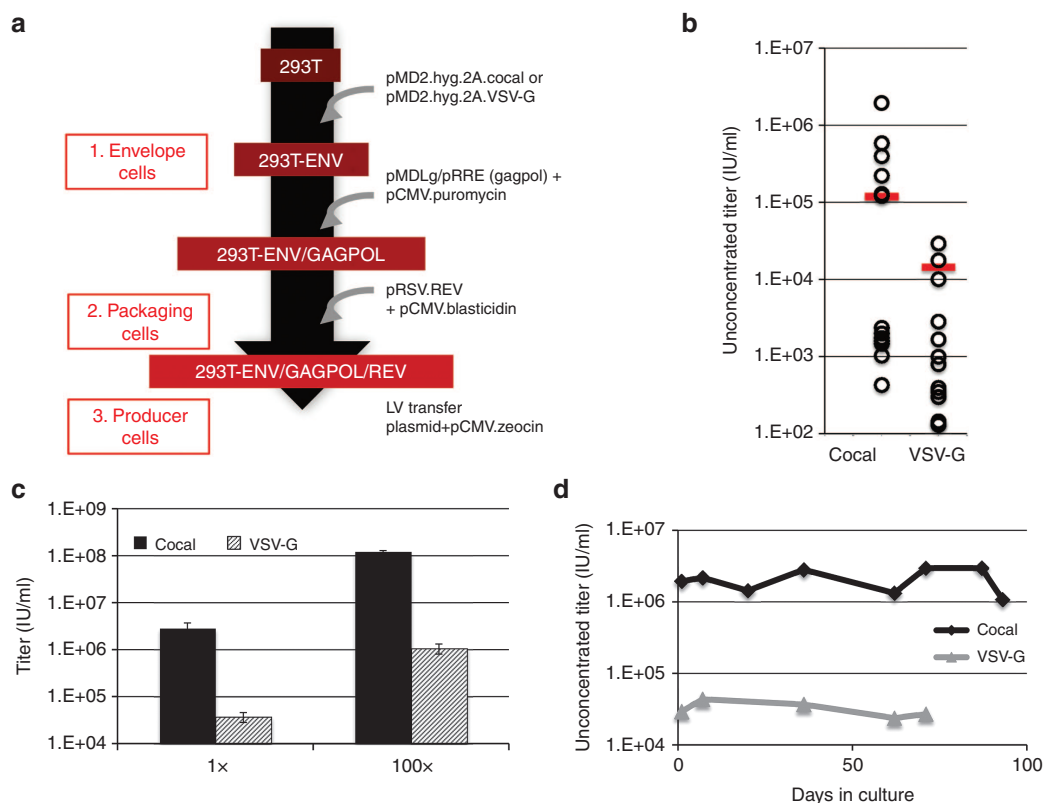 a
293T
pMD2.hyg.2A.cocal or
pMD2.hyg.2A.VSV-G
1. Envelope
cells
293T-ENV
pMDLg/pRRE (gagpol) +
pCMV.puromycin
293T-ENV/GAGPOL
pRSV.REV
+ pCMV.blasticidin
2. Packaging
cells
293T-ENV/GAGPOL/REV
3. Producer
cells
LV transfer
plasmid+pCMV.zeocin
b
Unconcentrated titer (IU/ml)
1.E+07
1.E+06
1.E+05
1.E+04
1.E+03
1.E+02
Cocal
VSV-G
c
Titer (IU/ml)
1.E+09
1.E+08
1.E+07
1.E+06
1.E+05
1.E+04
Cocal
VSV-G
1×
100×
d
Unconcentrated titer (IU/ml)
1.E+07
1.E+06
1.E+05
1.E+04
Cocal
VSV-G
0
50
100
Days in culture